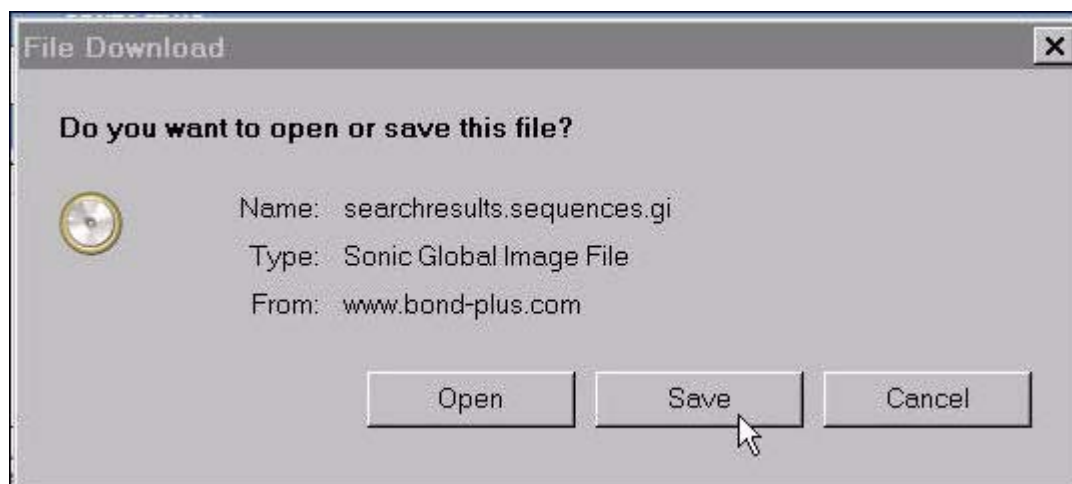 File Download
Do you want to open or save this file?
Name: searchresults.sequences.gi
Type: Sonic Global Image File
From: www.bond-plus.com
Open Save Cancel